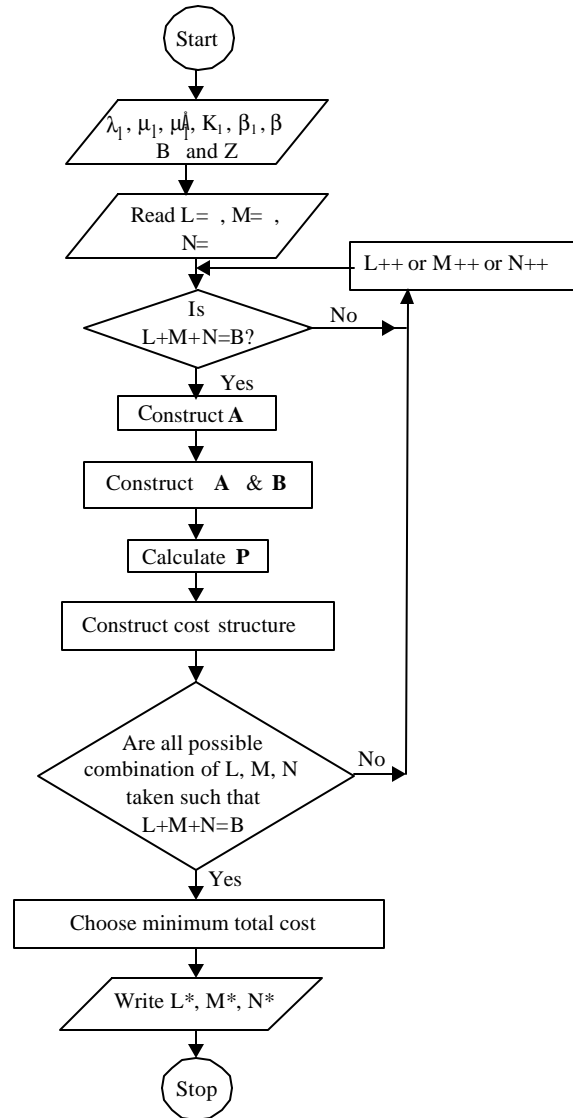 Start
λ1, μ1, K1, β1, β
B and Z
Read L= , M= ,
N=
L++ or M++ or N++
Is
L+M+N=B?
No
Yes
Construct A
Construct A & B
Calculate P
Construct cost structure
Are all possible
combination of L, M, N
taken such that
L+M+N=B
No
Yes
Choose minimum total cost
Write L*, M*, N*
Stop